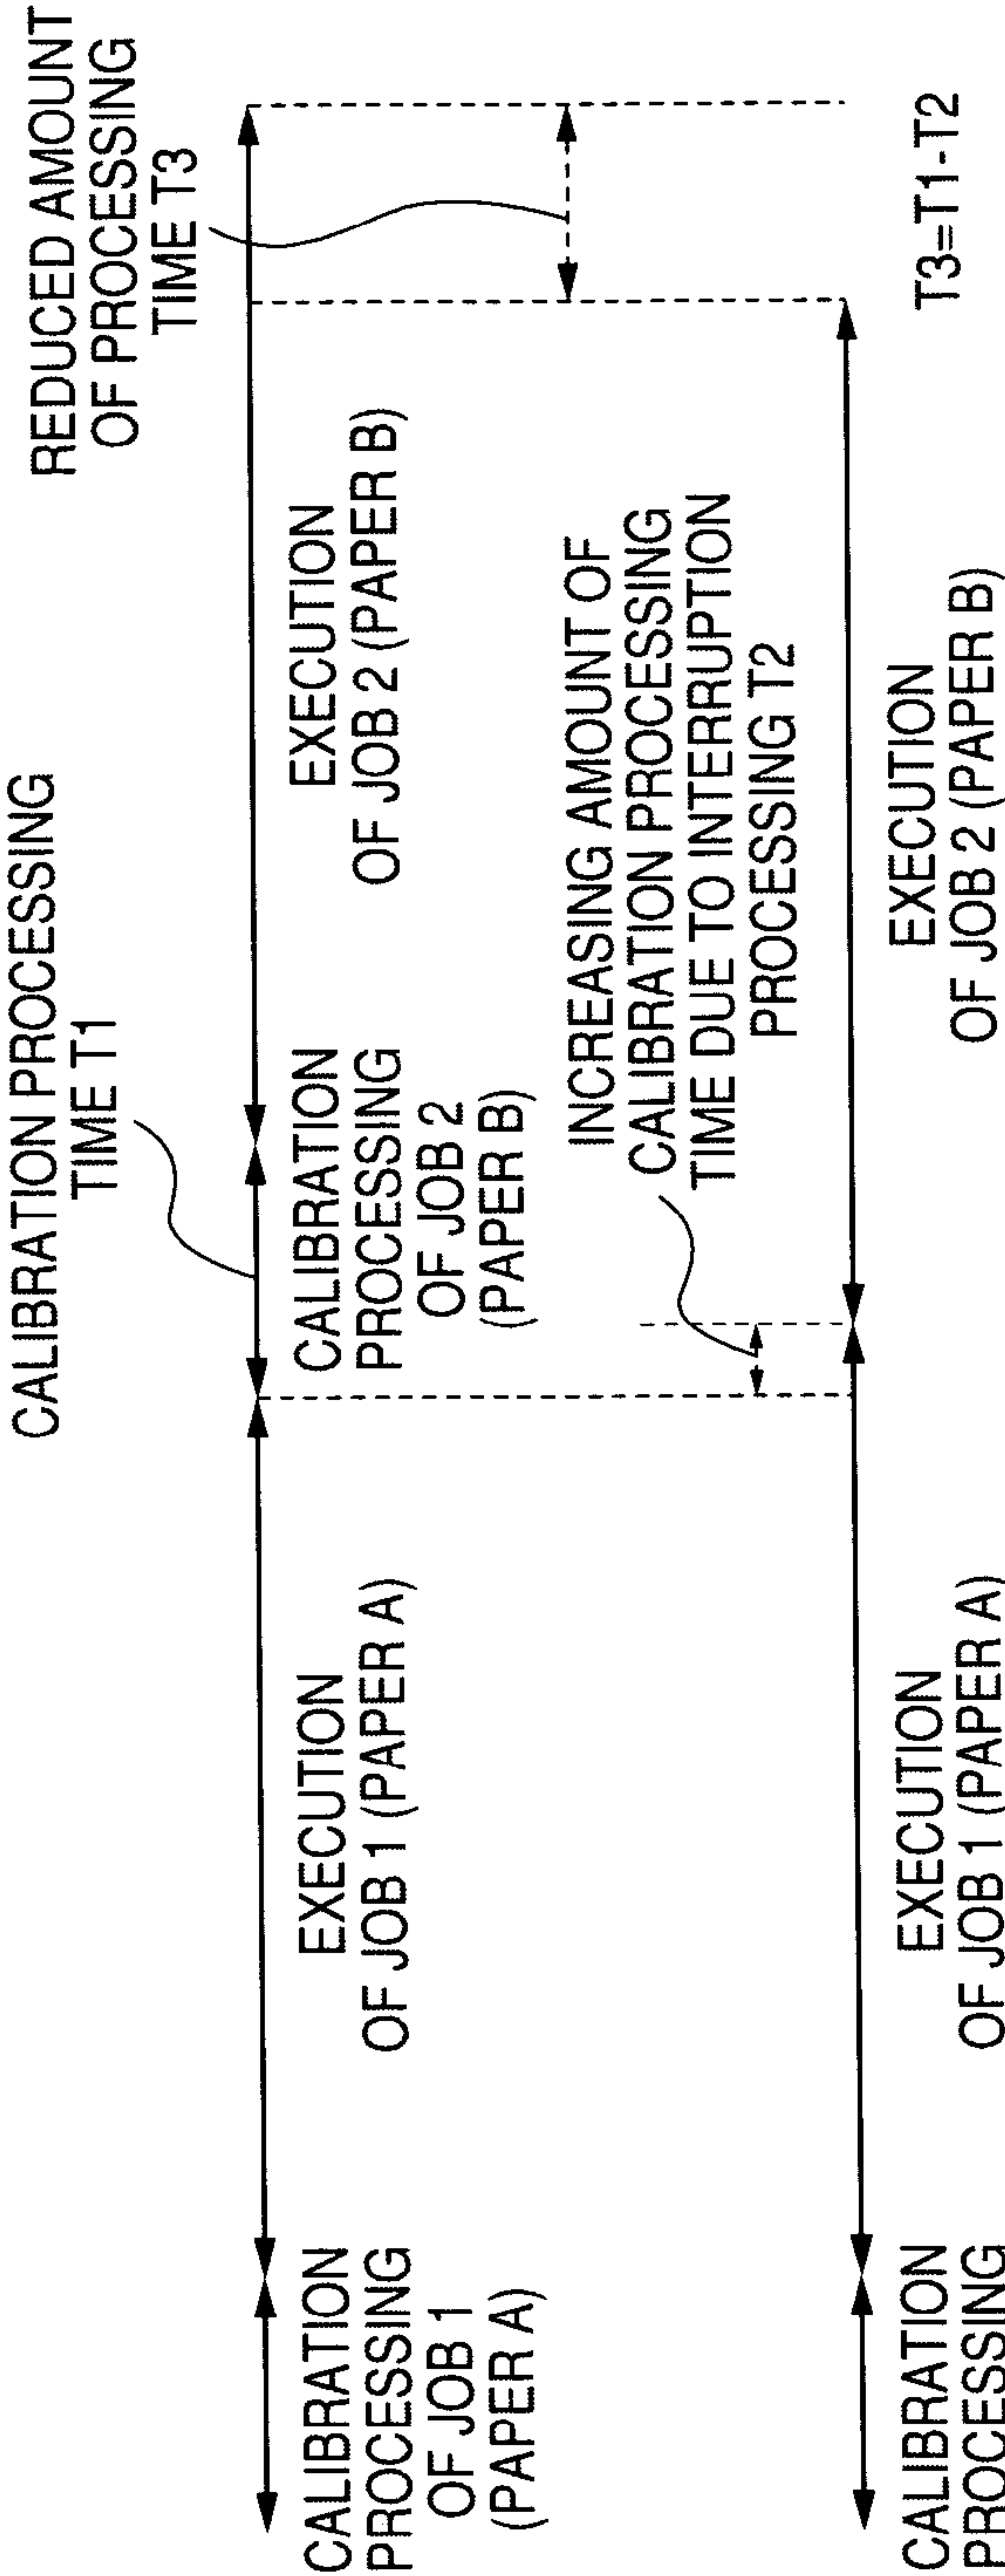 CALIBRATION PROCESSING
TIME T1
REDUCED AMOUNT
OF PROCESSING
TIME T3
CALIBRATION
PROCESSING
OF JOB 1
(PAPER A)
EXECUTION
OF JOB 1 (PAPER A)
CALIBRATION
PROCESSING
OF JOB 2
(PAPER B)
EXECUTION
OF JOB 2 (PAPER B)
INCREASING AMOUNT OF
CALIBRATION PROCESSING
TIME DUE TO INTERRUPTION
PROCESSING T2
CALIBRATION
PROCESSING
EXECUTION
OF JOB 1 (PAPER A)
EXECUTION
OF JOB 2 (PAPER B)
T3=T1-T2